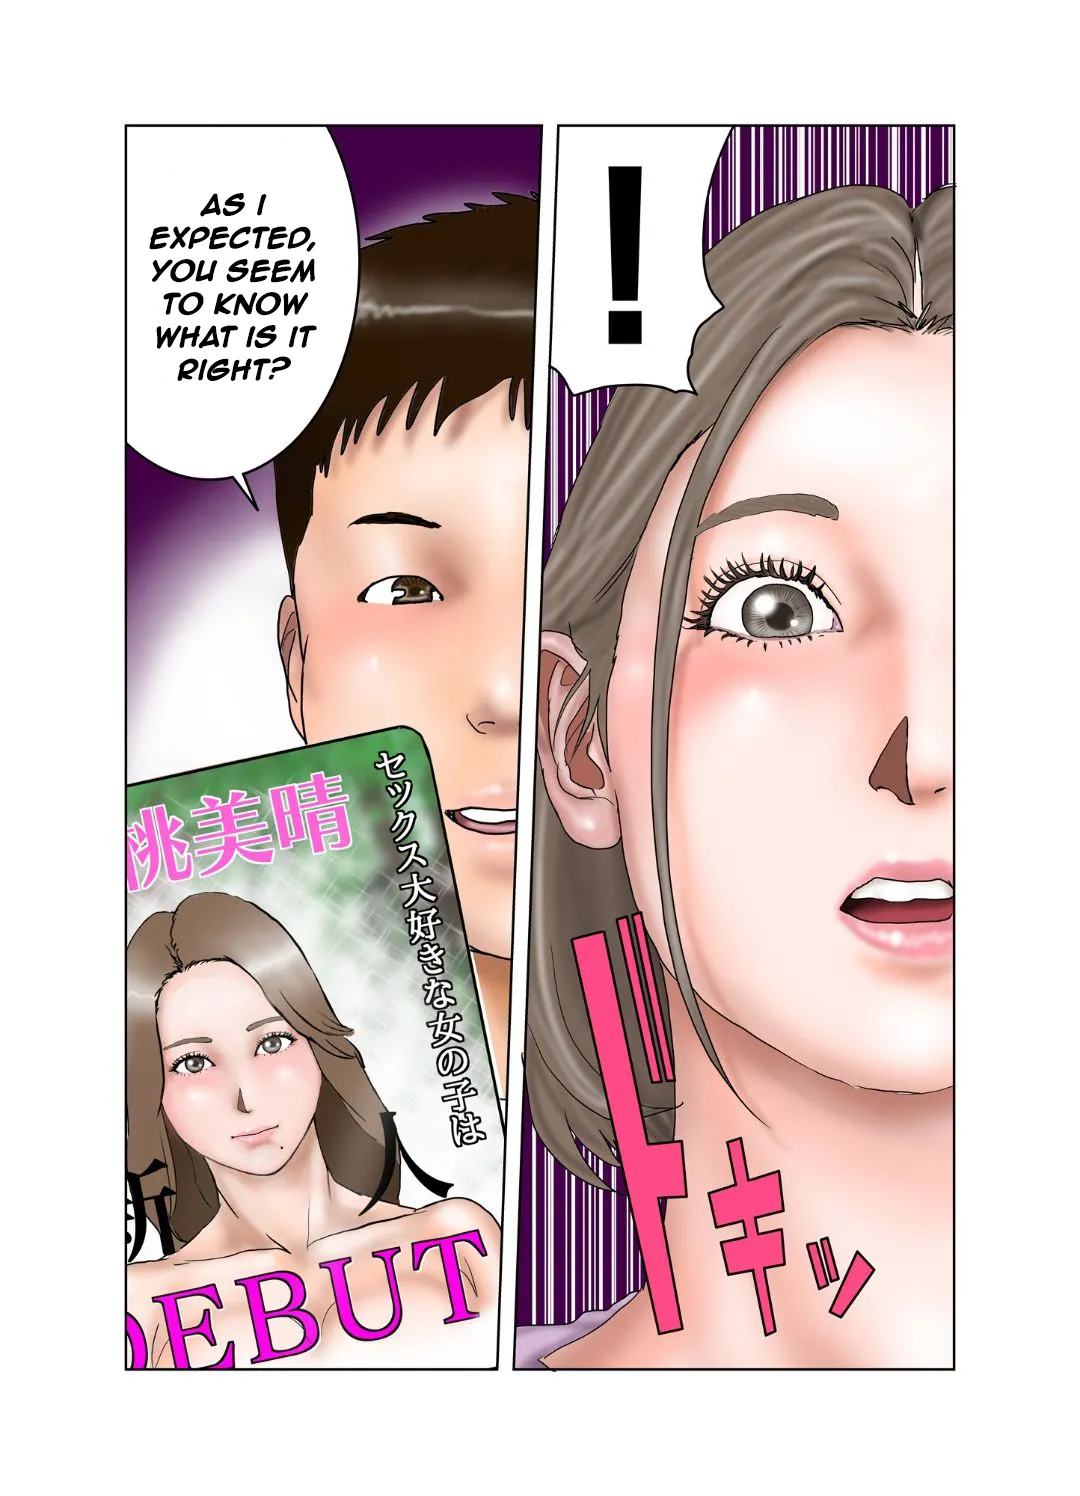 !
ドキッ
AS I
EXPECTED,
YOU SEEM
TO KNOW
WHAT IS IT
RIGHT?
セックス大好きな女の子は
桃美晴
新人
DEBUT